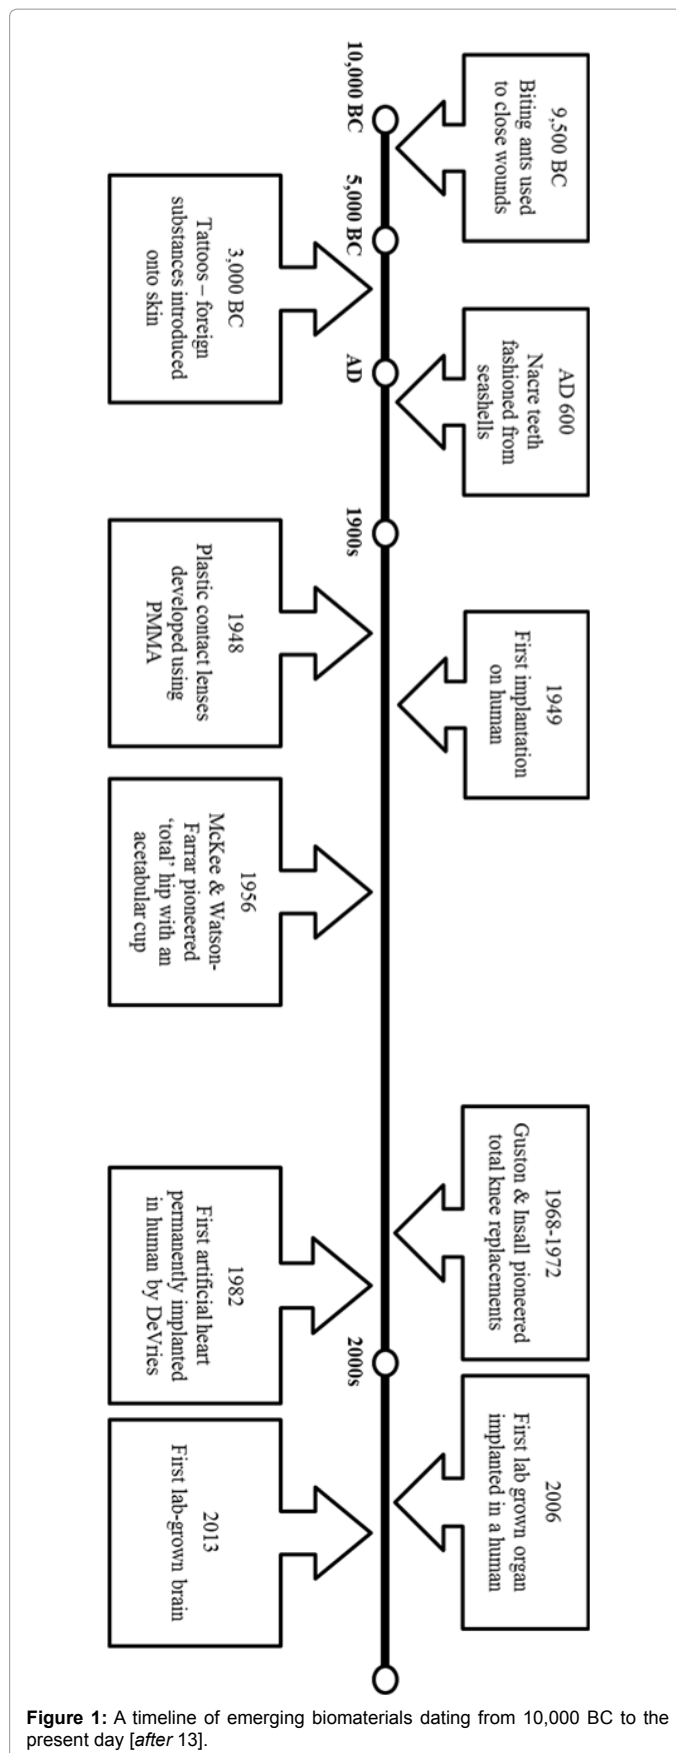 9,500 BC
Biting ants used
to close wounds
AD 600
Nacre teeth
fashioned from
seashells
1949
First implantation
on human
1968-1972
Guston & Insall pioneered
total knee replacements
2006
First lab grown organ
implanted in a human
10,000 BC
5,000 BC
AD
1900s
2000s
3,000 BC
Tattoos – foreign
substances introduced
onto skin
1948
Plastic contact lenses
developed using
PMMA
1956
McKee & Watson-
Farrar pioneered
‘total’ hip with an
acetabular cup
1982
First artificial heart
permanently implanted
in human by DeVries
2013
First lab-grown brain
Figure 1: A timeline of emerging biomaterials dating from 10,000 BC to the
present day [after 13].